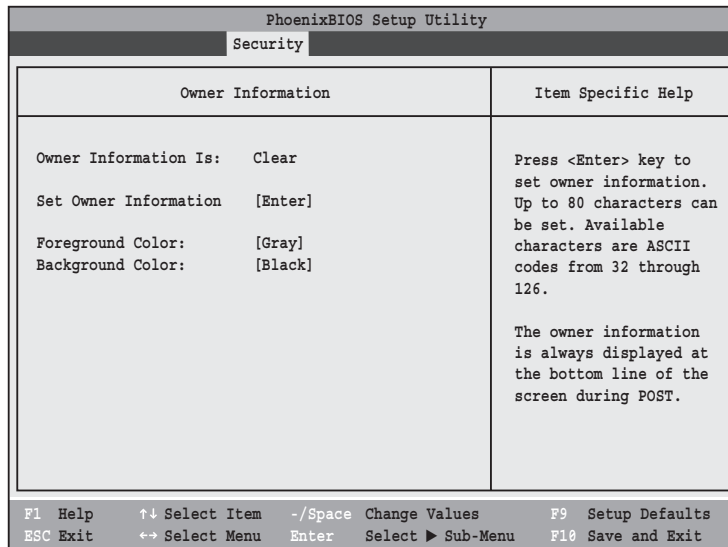 PhoenixBIOS Setup Utility
Security
Owner Information
Item Specific Help
Owner Information Is: Clear
Set Owner Information [Enter]
Foreground Color: [Gray]
Background Color: [Black]
Press <Enter> key to
set owner information.
Up to 80 characters can
be set. Available
characters are ASCII
codes from 32 through
126.
The owner information
is always displayed at
the bottom line of the
screen during POST.
F1 Help ↑↓ Select Item -/Space Change Values F9 Setup Defaults
ESC Exit ←→ Select Menu Enter Select ▶ Sub-Menu F10 Save and Exit